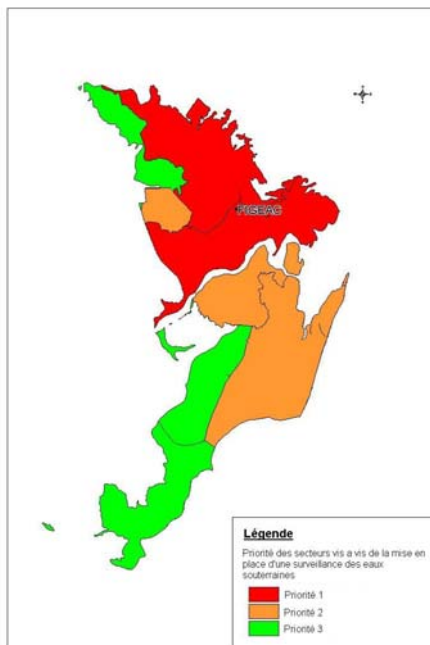 FIGEAC
Légende
Priorité des secteurs vis a vis de la mise en
place d'une surveillance des eaux
souterraines
Priorité 1
Priorité 2
Priorité 3